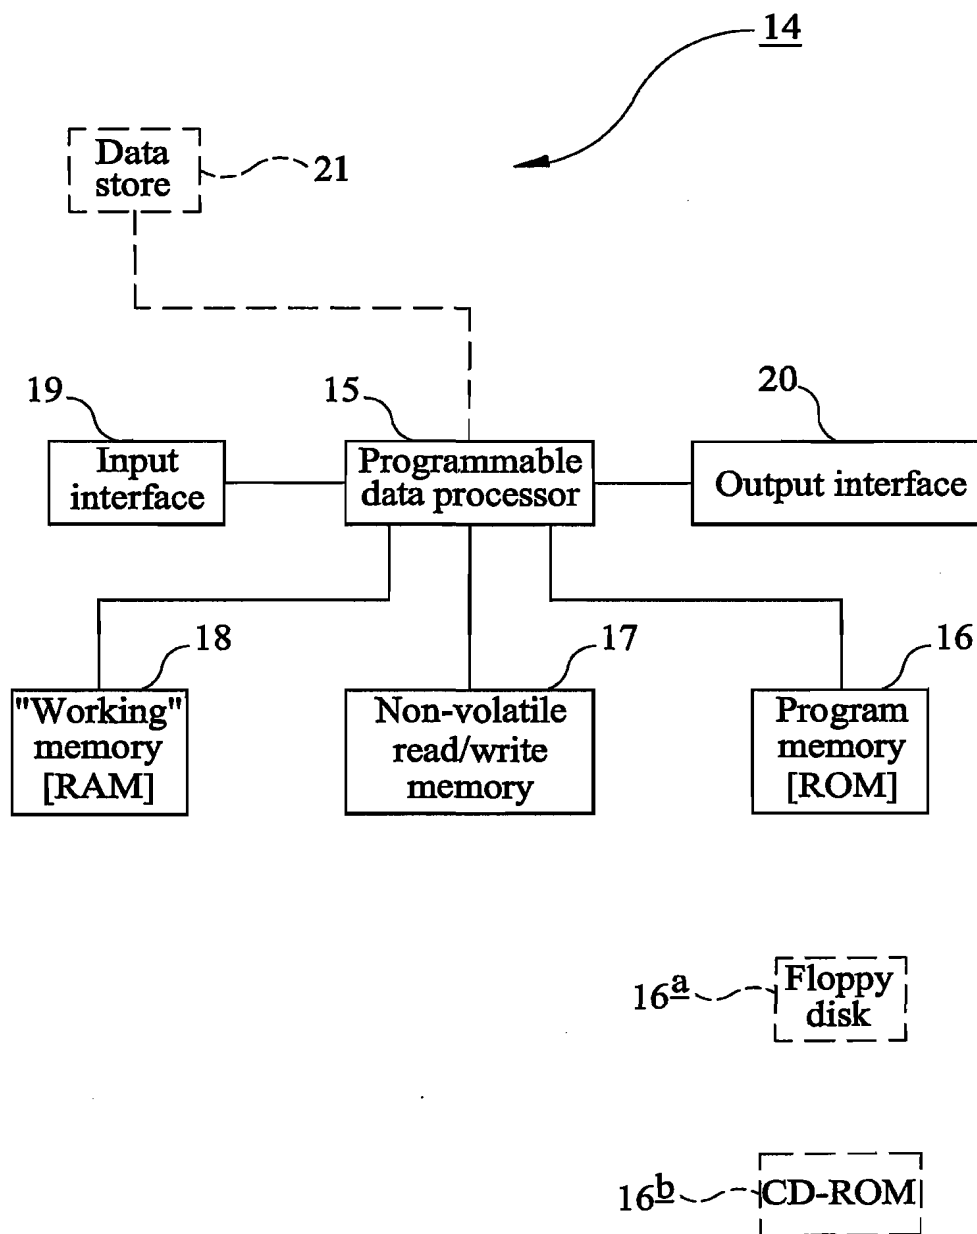 14
Data
store
21
19
15
20
Input
interface
Programmable
data processor
Output interface
18
17
16
"Working"
memory
[RAM]
Non-volatile
read/write
memory
Program
memory
[ROM]
16a
Floppy
disk
16b
CD-ROM